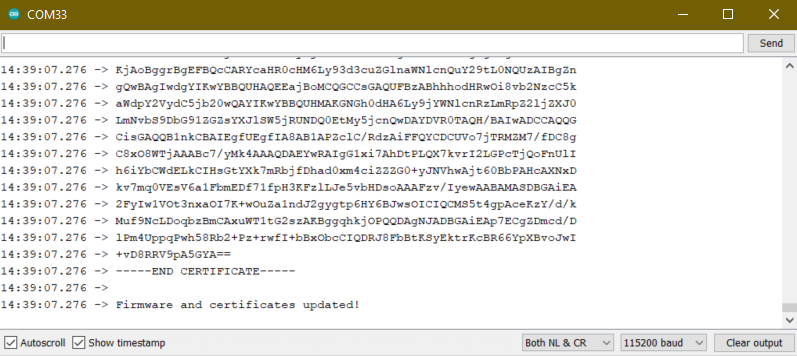 COM33
Send
14:39:07.276 -> KjAoBggrBgEFBQcCARYcaHR0cHM6Ly93d3cuZGlnaWNlcnQuY29tL0NQUzAIBgZn
14:39:07.276 -> gQwBAgIwdgYIKwYBBQUHAQEEajBoMCQGCCsGAQUFBzABhhhodHRwOi8vb2NzcC5k
14:39:07.276 -> aWdpY2VydC5jb20wQAYIKwYBBQUHMAKGNGh0dHA6Ly9jYWNlcnRzLmRpZ2ljZXJ0
14:39:07.276 -> LmNvbS9DbG91ZGZsYXJlSW5jRUNDQ0EtMy5jcnQwDAYDVR0TAQH/BAIwADCCAQQG
14:39:07.276 -> CisGAQQB1nkCBAIEgfUEgfIA8AB1APZclC/RdzAiFFQYCDCUVo7jTRMZM7/fDC8g
14:39:07.276 -> C8xO8WTjAAABc7/yMk4AAAQDAEYwRAIgG1xi7AhDtPLQX7kvrI2LGPcTjQoFnUlI
14:39:07.276 -> h6iYbCWdELkCIHsGtYXk7mRbjfDhad0xm4ciZZZG0+yJNVhwAjt60BbPAHcAXNxD
14:39:07.276 -> kv7mq0VEsV6a1FbmEDf71fpH3KFzlLJe5vbHDsoAAAFzv/IyewAABAMASDBGAiEA
14:39:07.276 -> 2FyIw1VOt3nxaOI7K+wOuZa1ndJ2gygtp6HY6BJwsOICIQCMS5t4gpAceKzY/d/k
14:39:07.276 -> Muf9NcLDoqbzBmCAxuWT1tG2szAKBggqhkjOPQQDAgNJADBGAiEAp7ECgZDmcd/D
14:39:07.276 -> lPm4UppqPwh58Rb2+Pz+rwfI+bBxObcCIQDRJ8FbBtKSyEktrKcBR66YpXBvoJwI
14:39:07.276 -> +vD8RRV9pA5GYA==
14:39:07.276 -> -----END CERTIFICATE-----
14:39:07.276 ->
14:39:07.276 -> Firmware and certificates updated!
Autoscroll Show timestamp Both NL & CR 115200 baud Clear output